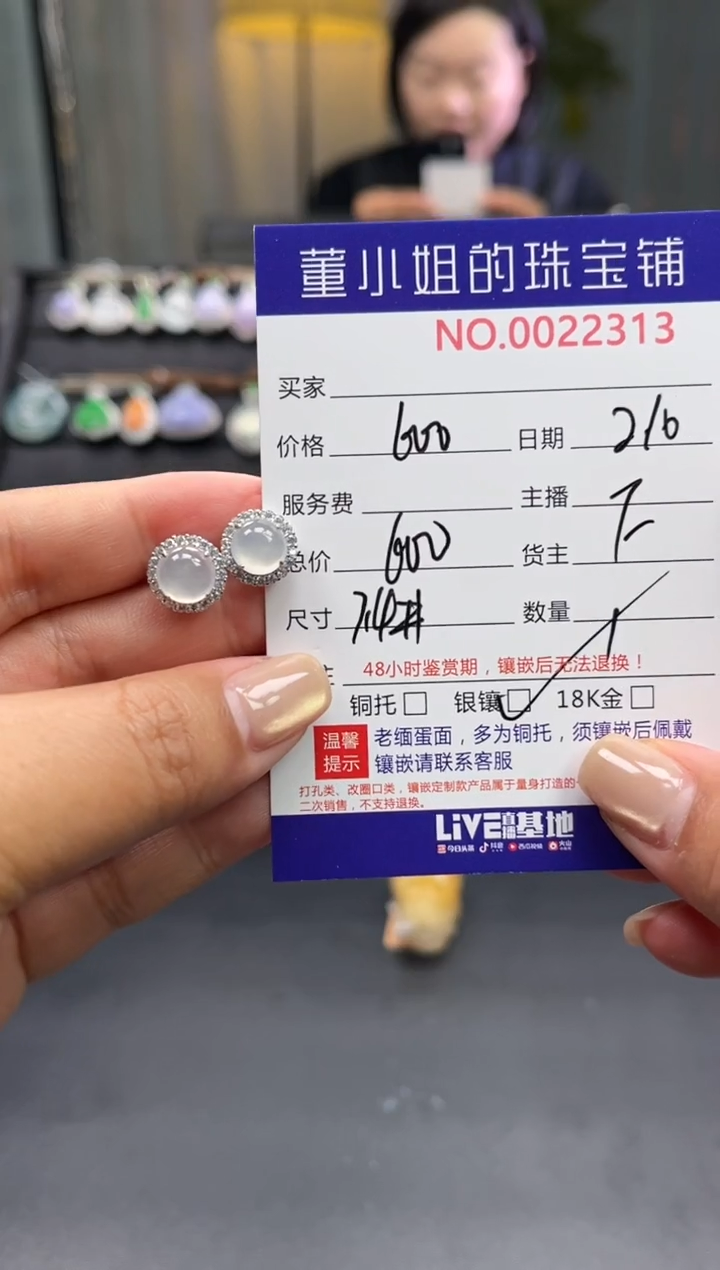 董小姐的珠宝铺
NO.0022313
买家
价格 600 日期 2/6
服务费 主播
总价 600 货主
尺寸 数量
48小时鉴赏期，镶嵌后无法退换！
铜托□ 银镶□ 18K金□
温馨提示
老缅蛋面，多为铜托，须镶嵌后佩戴
镶嵌请联系客服
打孔类、改圈口类，镶嵌定制款产品属于量身打造的
二次销售，不支持退换。
LiVE直播基地
今日头条 抖音 西瓜视频 火山